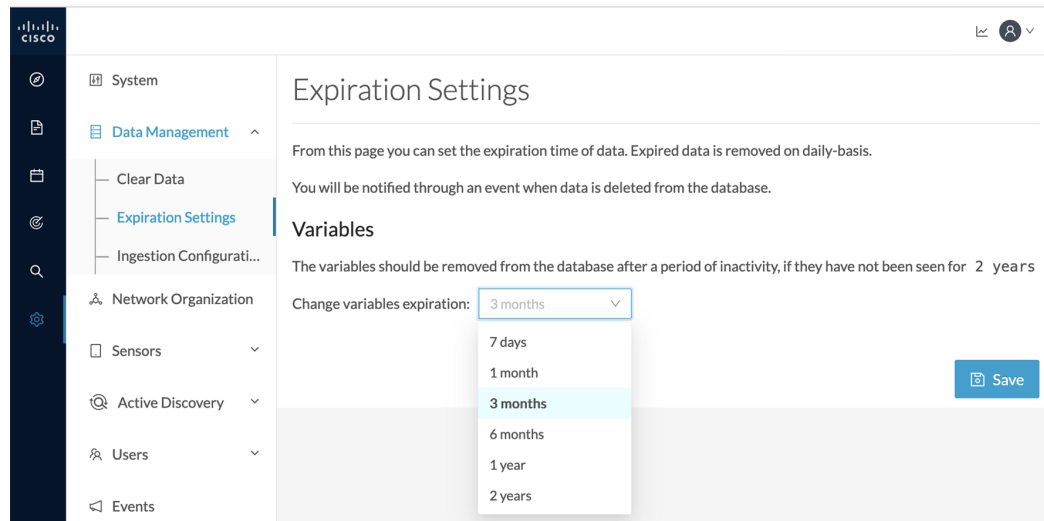 CISCO
System
Data Management
Clear Data
Expiration Settings
Ingestion Configurati...
Network Organization
Sensors
Active Discovery
Users
Events
Expiration Settings
From this page you can set the expiration time of data. Expired data is removed on daily-basis.
You will be notified through an event when data is deleted from the database.
Variables
The variables should be removed from the database after a period of inactivity, if they have not been seen for 2 years
Change variables expiration: 3 months
7 days
1 month
3 months
6 months
1 year
2 years
Save